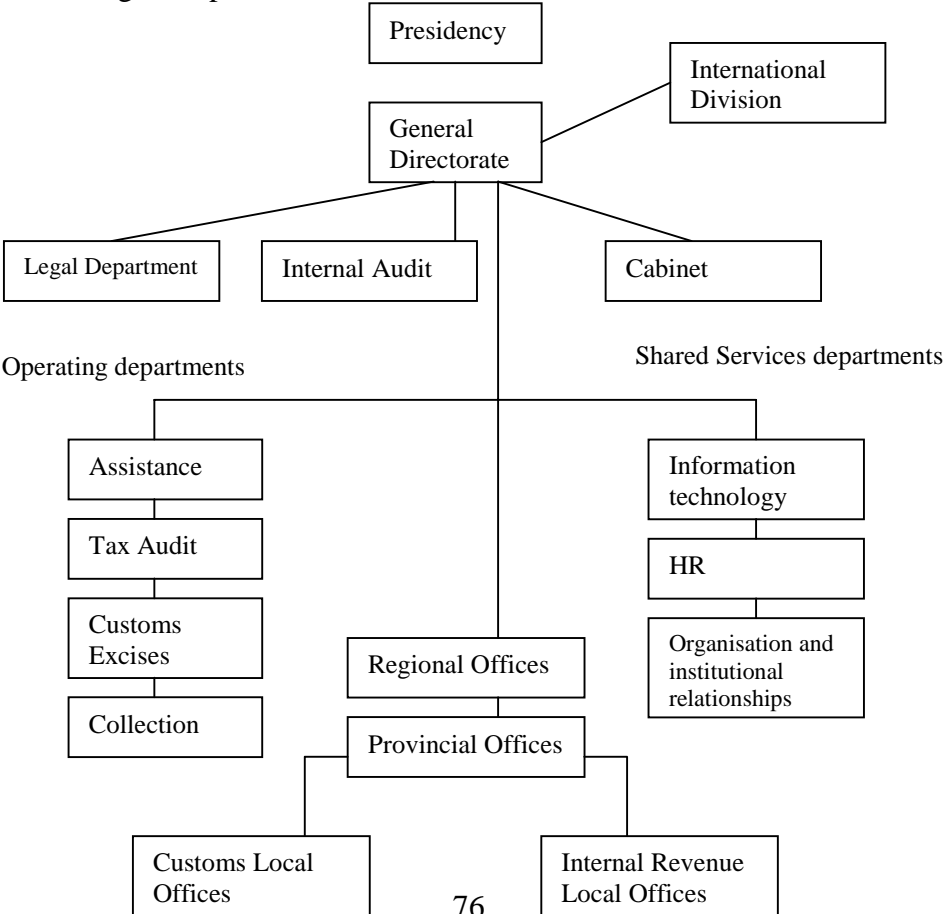 Presidency
International
Division
General
Directorate
Legal Department
Internal Audit
Cabinet
Operating departments
Shared Services departments
Assistance
Tax Audit
Customs
Excises
Collection
Information
technology
HR
Organisation and
institutional
relationships
Regional Offices
Provincial Offices
Customs Local
Offices
Internal Revenue
Local Offices
76